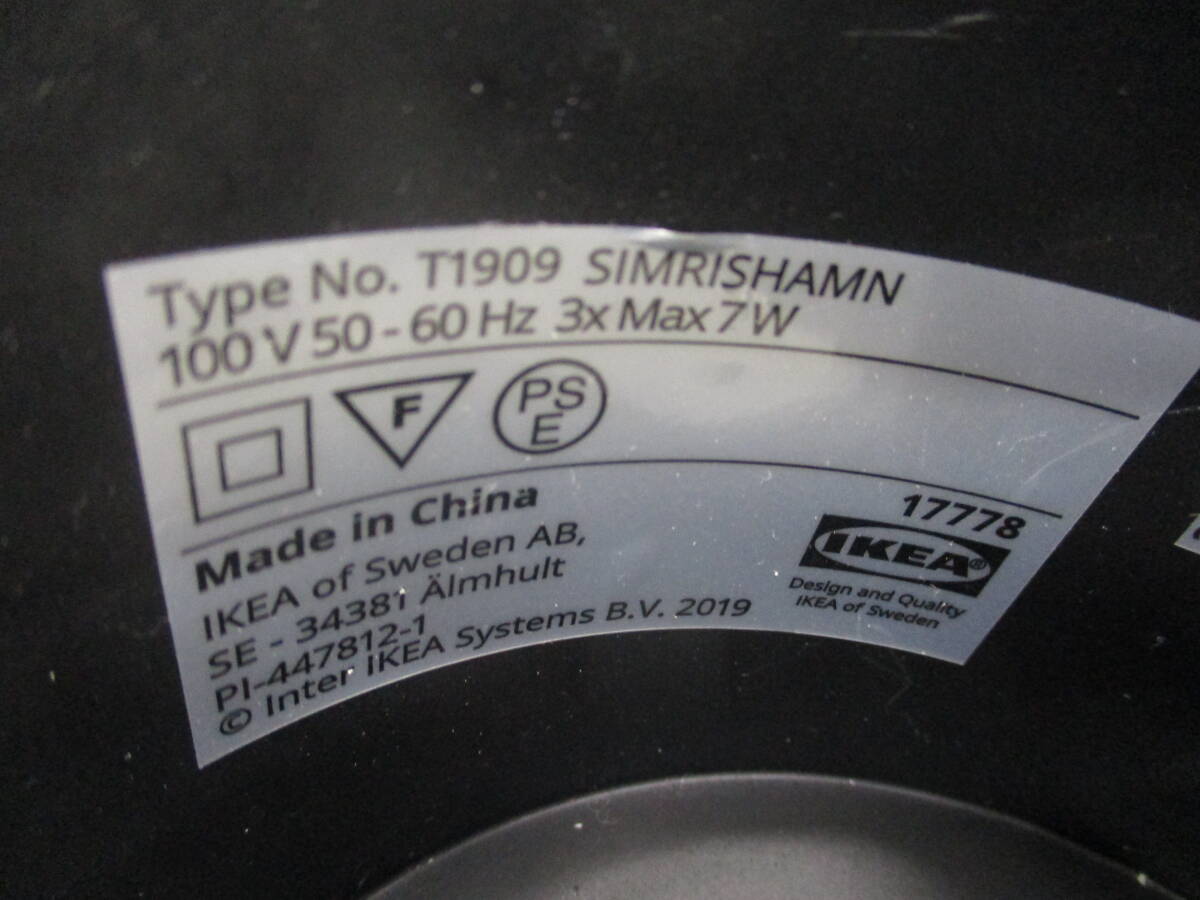 Type No. T1909 SIMRISHAMN
100 V 50 - 60 Hz 3x Max 7W
F
PS
E
Made in China
IKEA of Sweden AB,
SE - 34381 Älmhult
PI-447812-1
© Inter IKEA Systems B.V. 2019
17778
IKEA®
Design and Quality
IKEA of Sweden